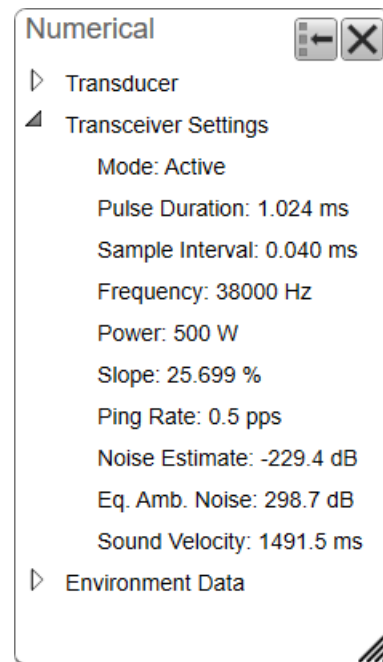 Numerical
Transducer
Transceiver Settings
Mode: Active
Pulse Duration: 1.024 ms
Sample Interval: 0.040 ms
Frequency: 38000 Hz
Power: 500 W
Slope: 25.699 %
Ping Rate: 0.5 pps
Noise Estimate: -229.4 dB
Eq. Amb. Noise: 298.7 dB
Sound Velocity: 1491.5 ms
Environment Data